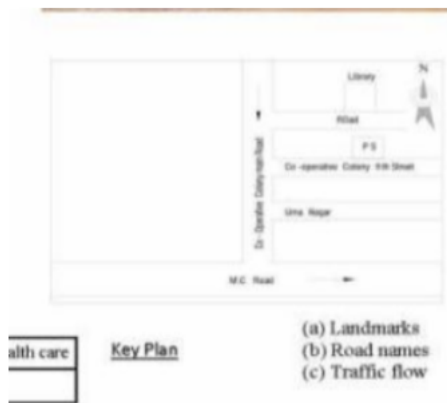 N
Library
Road
P S
Co-operative Colony 6th Street
Co - Operative Colony main Road
Uma Nagar
M.C. Road
alth care
Key Plan
(a) Landmarks
(b) Road names
(c) Traffic flow